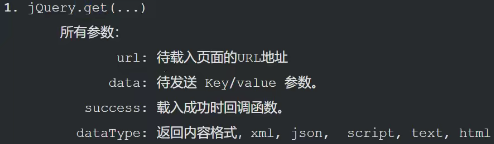 1. jQuery.get(...)
所有参数:
url: 待载入页面的URL地址
data: 待发送 Key/value 参数。
success: 载入成功时回调函数。
dataType: 返回内容格式, xml, json, script, text, html